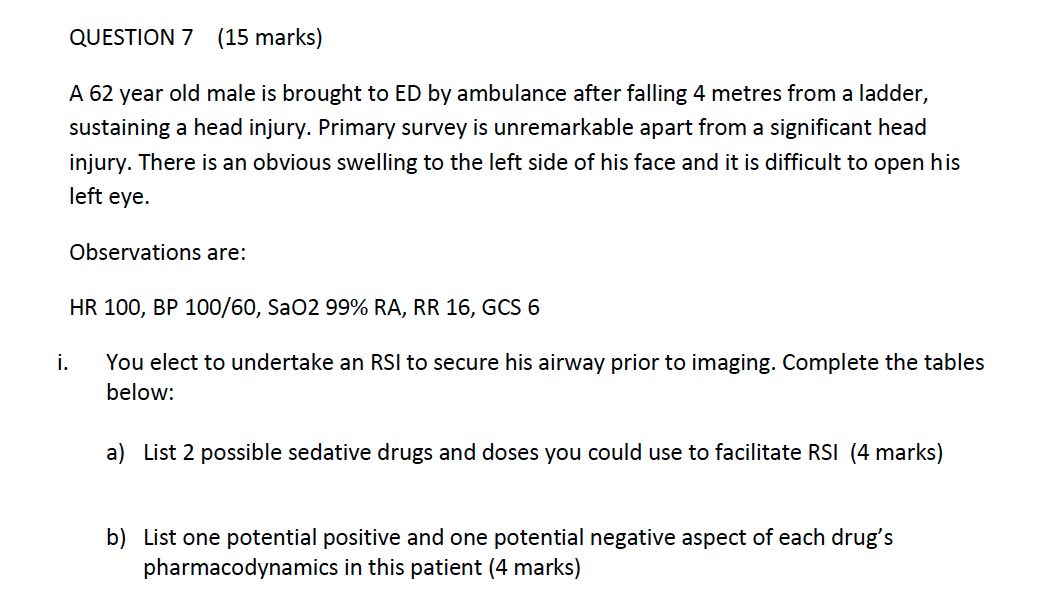 QUESTION 7 (15 marks)
A 62 year old male is brought to ED by ambulance after falling 4 metres from a ladder,
sustaining a head injury. Primary survey is unremarkable apart from a significant head
injury. There is an obvious swelling to the left side of his face and it is difficult to open his
left eye.
Observations are:
HR 100, BP 100/60, SaO2 99% RA, RR 16, GCS 6
i. You elect to undertake an RSI to secure his airway prior to imaging. Complete the tables
below:
a) List 2 possible sedative drugs and doses you could use to facilitate RSI (4 marks)
b) List one potential positive and one potential negative aspect of each drug's
pharmacodynamics in this patient (4 marks)